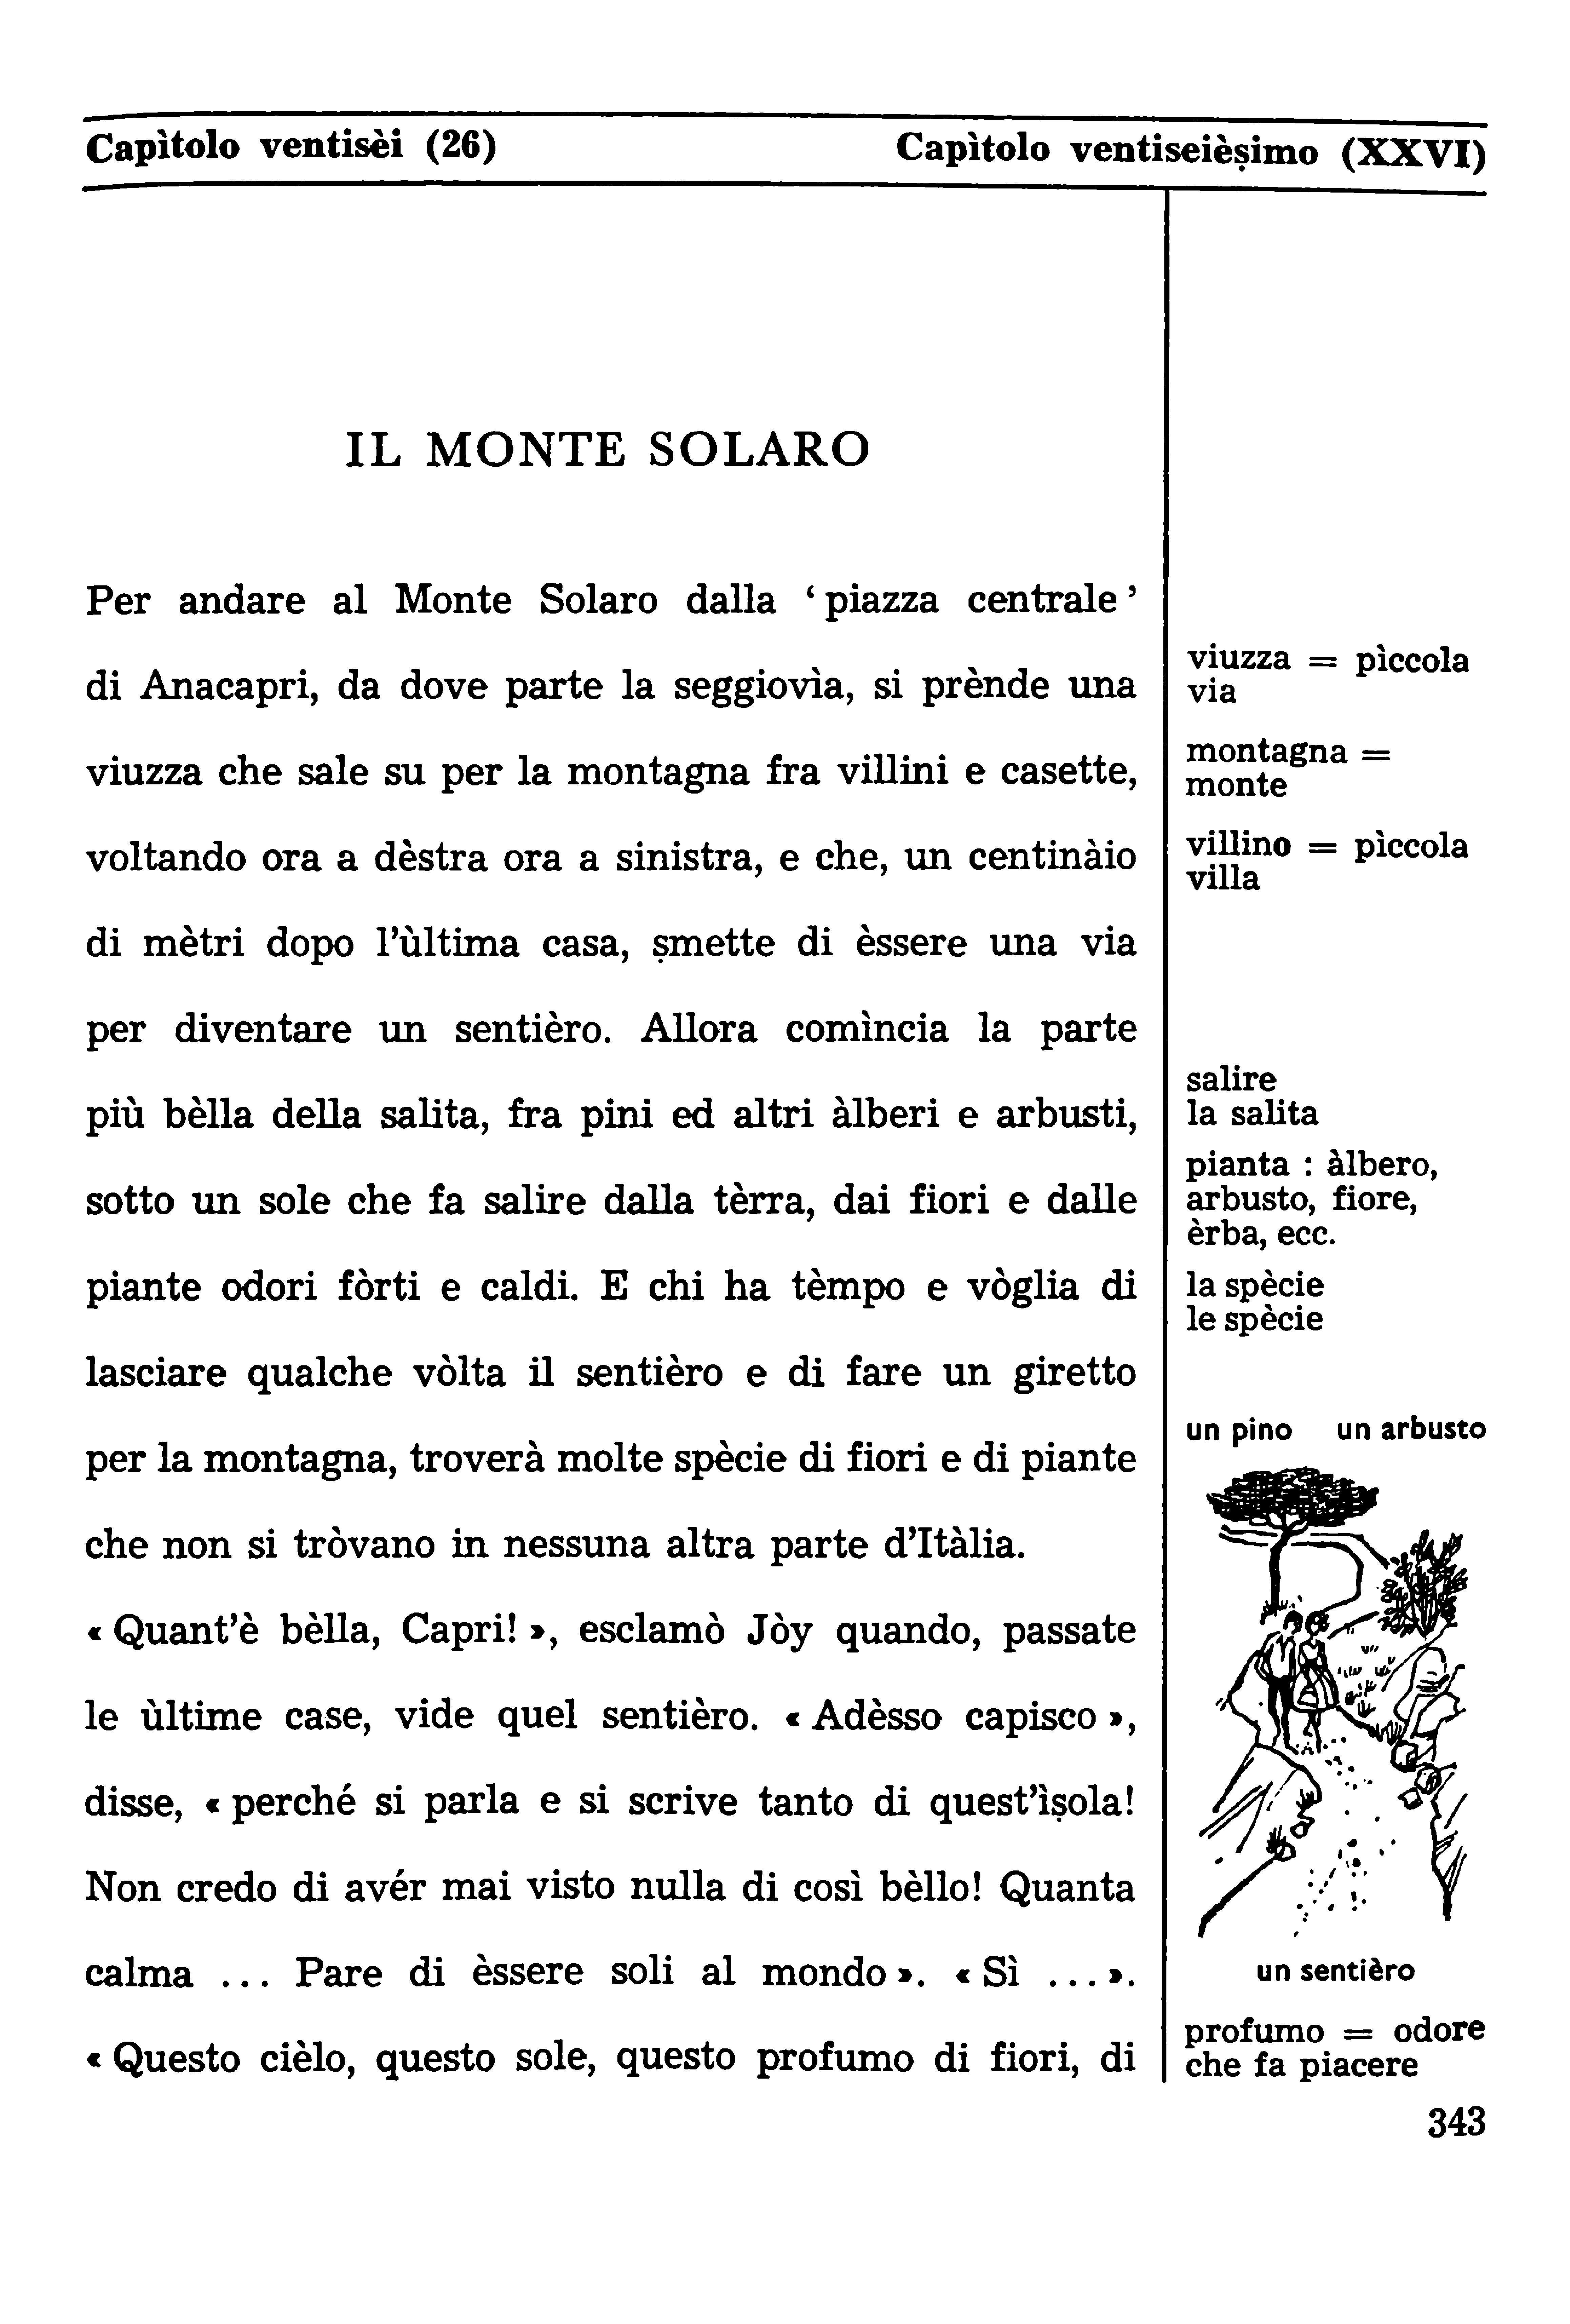 Capìtolo ventisèi (26)
Capìtolo ventiseièṣimo (XXVI)
IL MONTE SOLARO
Per andare al Monte Solaro dalla ‘ piazza centrale ’
di Anacapri, da dove parte la seggiovìa, si prènde una
viuzza che sale su per la montagna fra villini e casette,
voltando ora a dèstra ora a sinistra, e che, un centinàio
di mètri dopo l’ùltima casa, ṣmette di èssere una via
per diventare un sentièro. Allora comìncia la parte
più bèlla della salita, fra pini ed altri àlberi e arbusti,
sotto un sole che fa salire dalla tèrra, dai fiori e dalle
piante odori fòrti e caldi. E chi ha tèmpo e vòglia di
lasciare qualche vòlta il sentièro e di fare un giretto
per la montagna, troverà molte spècie di fiori e di piante
che non si tròvano in nessuna altra parte d’Itàlia.
« Quant’è bèlla, Capri! », esclamò Jòy quando, passate
le ùltime case, vide quel sentièro. « Adèsso capisco »,
disse, « perché si parla e si scrive tanto di quest’ìṣola!
Non credo di avér mai visto nulla di così bèllo! Quanta
calma ... Pare di èssere soli al mondo ». « Sì ... ».
« Questo cièlo, questo sole, questo profumo di fiori, di
viuzza = pìccola
via
montagna =
monte
villino = pìccola
villa
salire
la salita
pianta : àlbero,
arbusto, fiore,
èrba, ecc.
la spècie
le spècie
un pino un arbusto
un sentièro
profumo = odore
che fa piacere
343